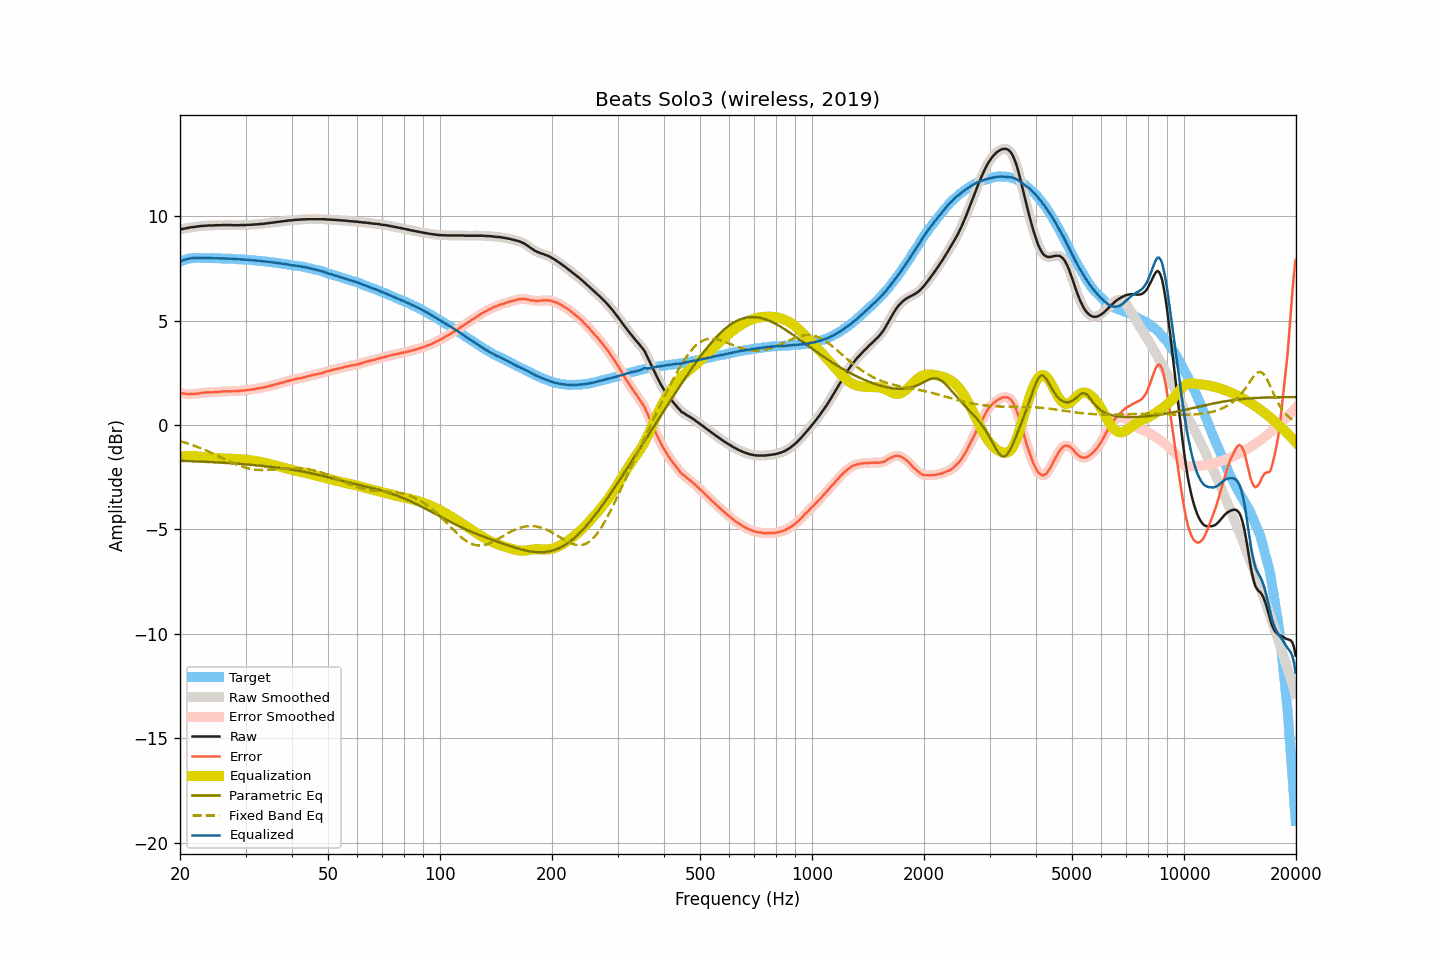 Beats Solo3 (wireless, 2019)
Amplitude (dBr)
10
5
0
−5
−10
−15
−20
Target
Raw Smoothed
Error Smoothed
Raw
Error
Equalization
Parametric Eq
Fixed Band Eq
Equalized
20 50 100 200 500 1000 2000 5000 10000 20000
Frequency (Hz)